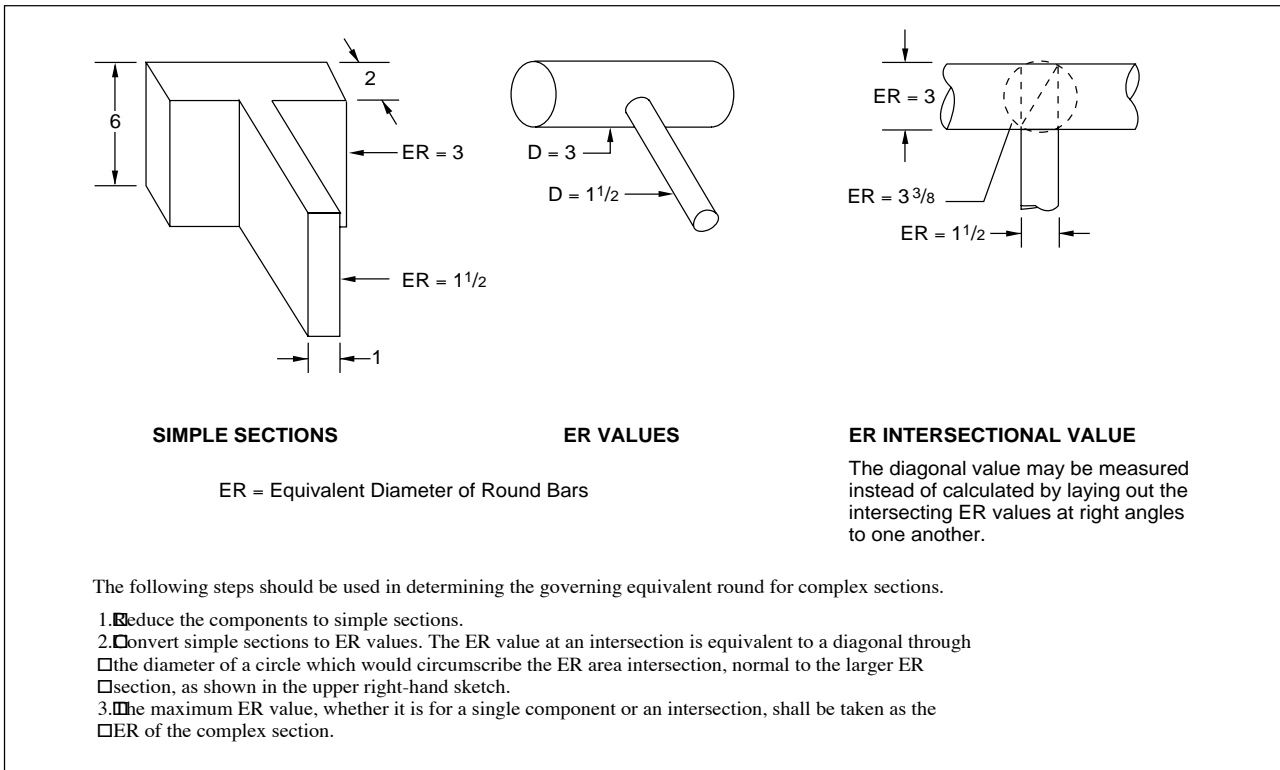 6
2
ER = 3
ER = 1 1/2
1
D = 3
D = 1 1/2
ER = 3
ER = 3 3/8
ER = 1 1/2
SIMPLE SECTIONS
ER VALUES
ER INTERSECTIONAL VALUE
ER = Equivalent Diameter of Round Bars
The diagonal value may be measured
instead of calculated by laying out the
intersecting ER values at right angles
to one another.
The following steps should be used in determining the governing equivalent round for complex sections.
1.□Reduce the components to simple sections.
2.□Convert simple sections to ER values. The ER value at an intersection is equivalent to a diagonal through
□the diameter of a circle which would circumscribe the ER area intersection, normal to the larger ER
□section, as shown in the upper right-hand sketch.
3.□The maximum ER value, whether it is for a single component or an intersection, shall be taken as the
□ER of the complex section.